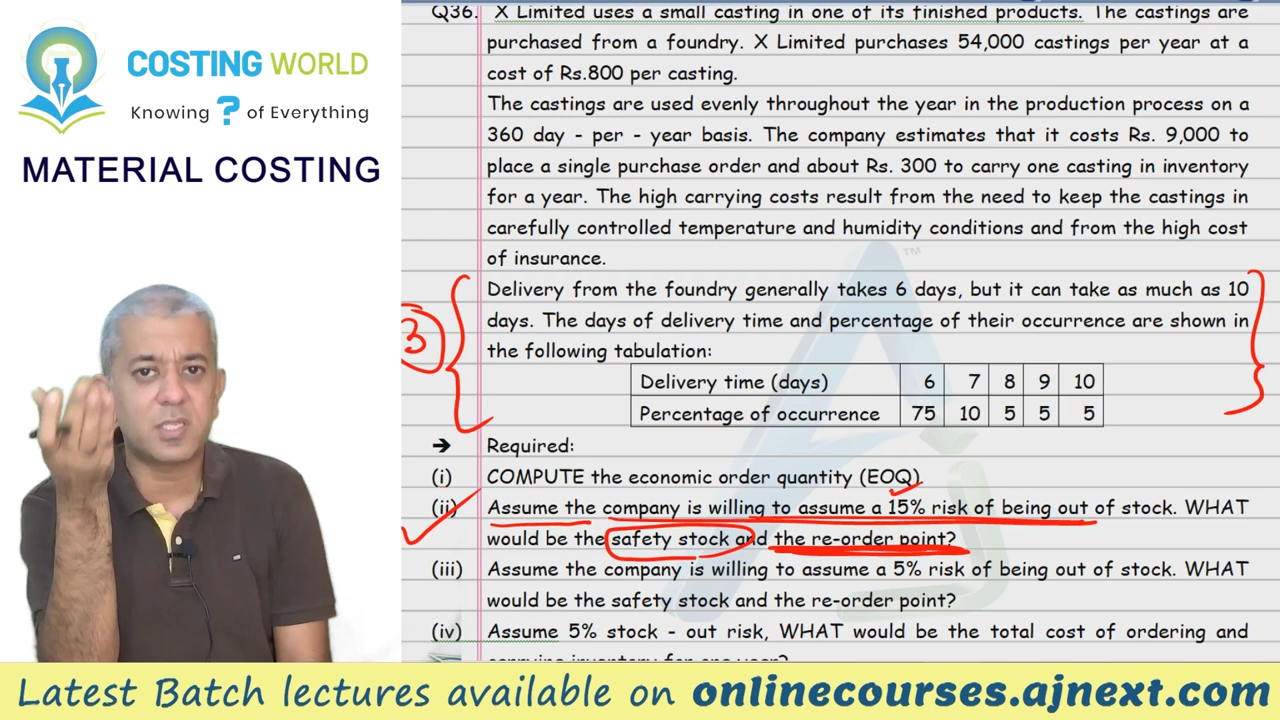 COSTING WORLD
Knowing ? of Everything
MATERIAL COSTING
Q36. X Limited uses a small casting in one of its finished products. The castings are
purchased from a foundry. X Limited purchases 54,000 castings per year at a
cost of Rs.800 per casting.
The castings are used evenly throughout the year in the production process on a
360 day - per - year basis. The company estimates that it costs Rs. 9,000 to
place a single purchase order and about Rs. 300 to carry one casting in inventory
for a year. The high carrying costs result from the need to keep the castings in
carefully controlled temperature and humidity conditions and from the high cost
of insurance.
Delivery from the foundry generally takes 6 days, but it can take as much as 10
days. The days of delivery time and percentage of their occurrence are shown in
the following tabulation:
3
Delivery time (days) 6 7 8 9 10
Percentage of occurrence 75 10 5 5 5
→ Required:
(i) COMPUTE the economic order quantity (EOQ).
(ii) Assume the company is willing to assume a 15% risk of being out of stock. WHAT
would be the safety stock and the re-order point?
(iii) Assume the company is willing to assume a 5% risk of being out of stock. WHAT
would be the safety stock and the re-order point?
(iv) Assume 5% stock - out risk, WHAT would be the total cost of ordering and
carrying inventory for one year?
TM
Latest Batch lectures available on onlinecourses.ajnext.com